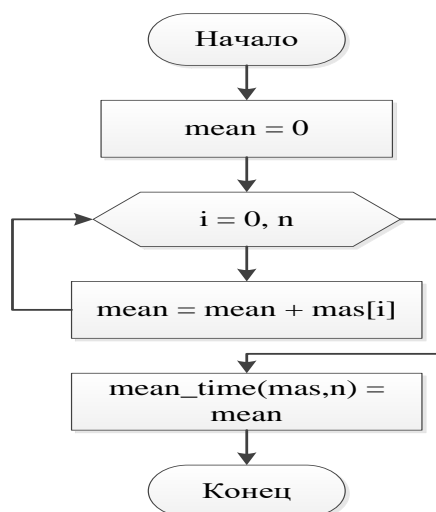 Начало
mean = 0
i = 0, n
mean = mean + mas[i]
mean_time(mas,n) =
mean
Конец